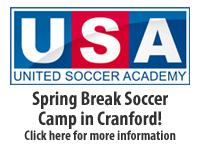 USA
UNITED SOCCER ACADEMY
Spring Break Soccer
Camp in Cranford!
Click here for more information